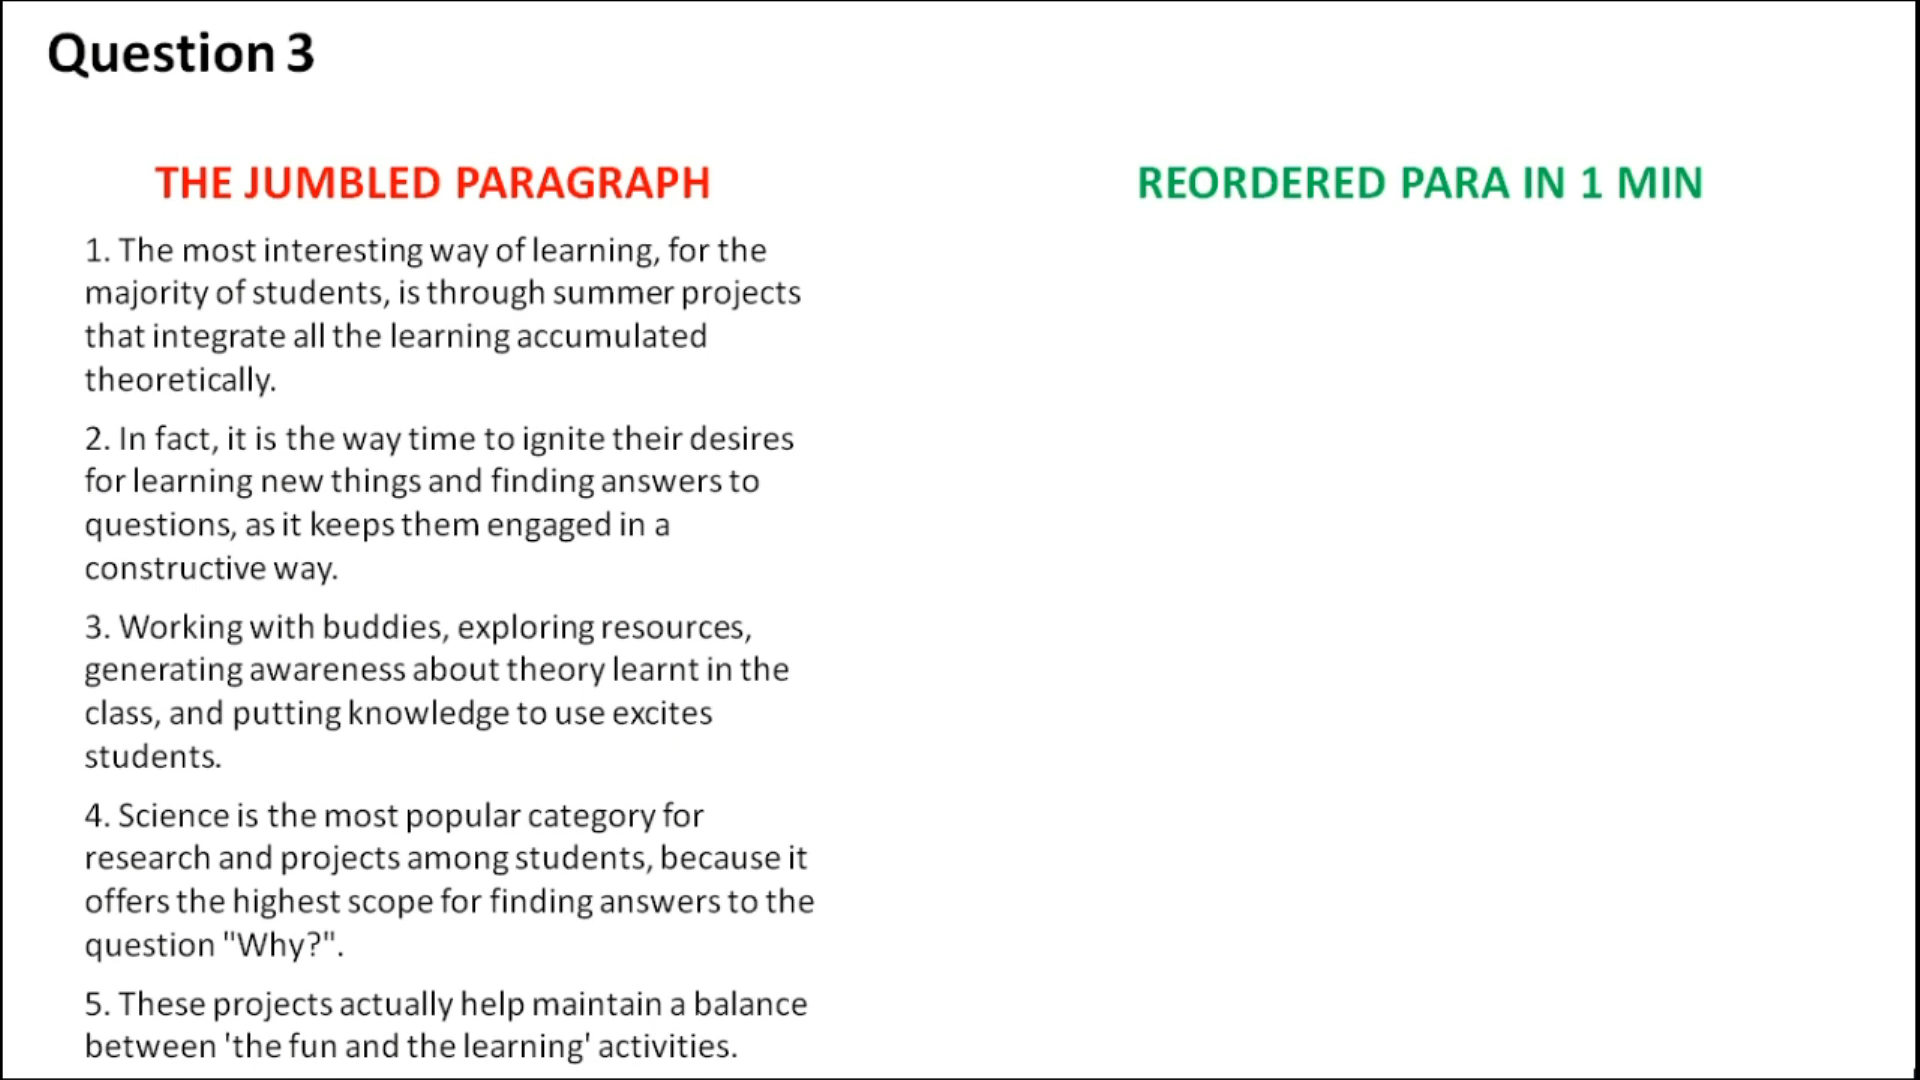 Question 3
THE JUMBLED PARAGRAPH
REORDERED PARA IN 1 MIN
1. The most interesting way of learning, for the
majority of students, is through summer projects
that integrate all the learning accumulated
theoretically.
2. In fact, it is the way time to ignite their desires
for learning new things and finding answers to
questions, as it keeps them engaged in a
constructive way.
3. Working with buddies, exploring resources,
generating awareness about theory learnt in the
class, and putting knowledge to use excites
students.
4. Science is the most popular category for
research and projects among students, because it
offers the highest scope for finding answers to the
question "Why?".
5. These projects actually help maintain a balance
between 'the fun and the learning' activities.